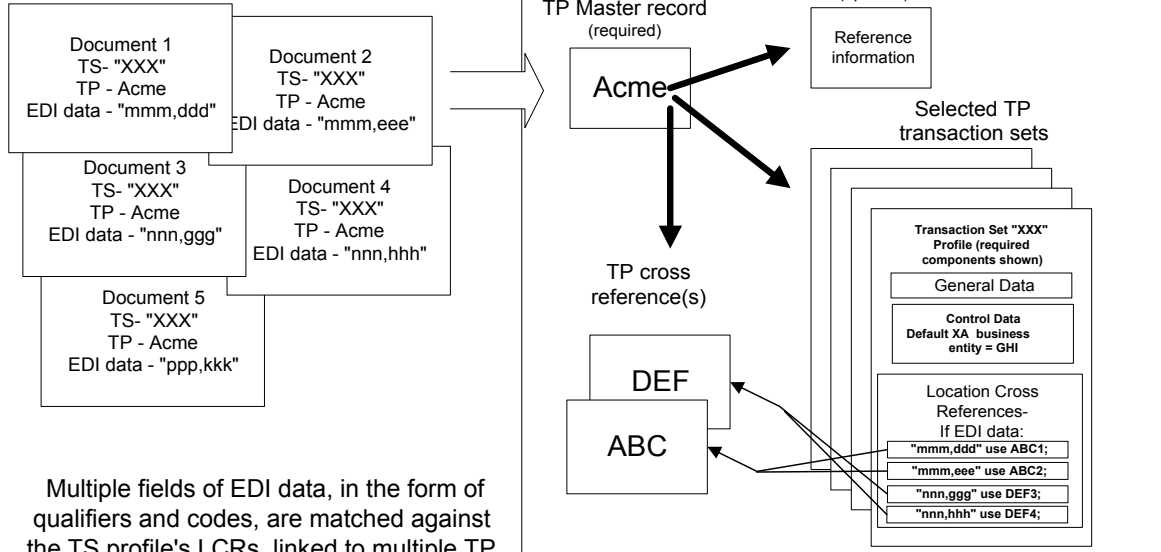 Document 1
TS- "XXX"
TP - Acme
EDI data - "mmm,ddd"
Document 2
TS- "XXX"
TP - Acme
EDI data - "mmm,eee"
Document 3
TS- "XXX"
TP - Acme
EDI data - "nnn,ggg"
Document 4
TS- "XXX"
TP - Acme
EDI data - "nnn,hhh"
Document 5
TS- "XXX"
TP - Acme
EDI data - "ppp,kkk"
Multiple fields of EDI data, in the form of
qualifiers and codes, are matched against
the TS profile's LCRs, linked to multiple TP
TP Master record
(required)
Acme
Reference
information
Selected TP
transaction sets
TP cross
reference(s)
DEF
ABC
Transaction Set "XXX"
Profile (required
components shown)
General Data
Control Data
Default XA business
entity = GHI
Location Cross
References-
If EDI data:
"mmm,ddd" use ABC1;
"mmm,eee" use ABC2;
"nnn,ggg" use DEF3;
"nnn,hhh" use DEF4;